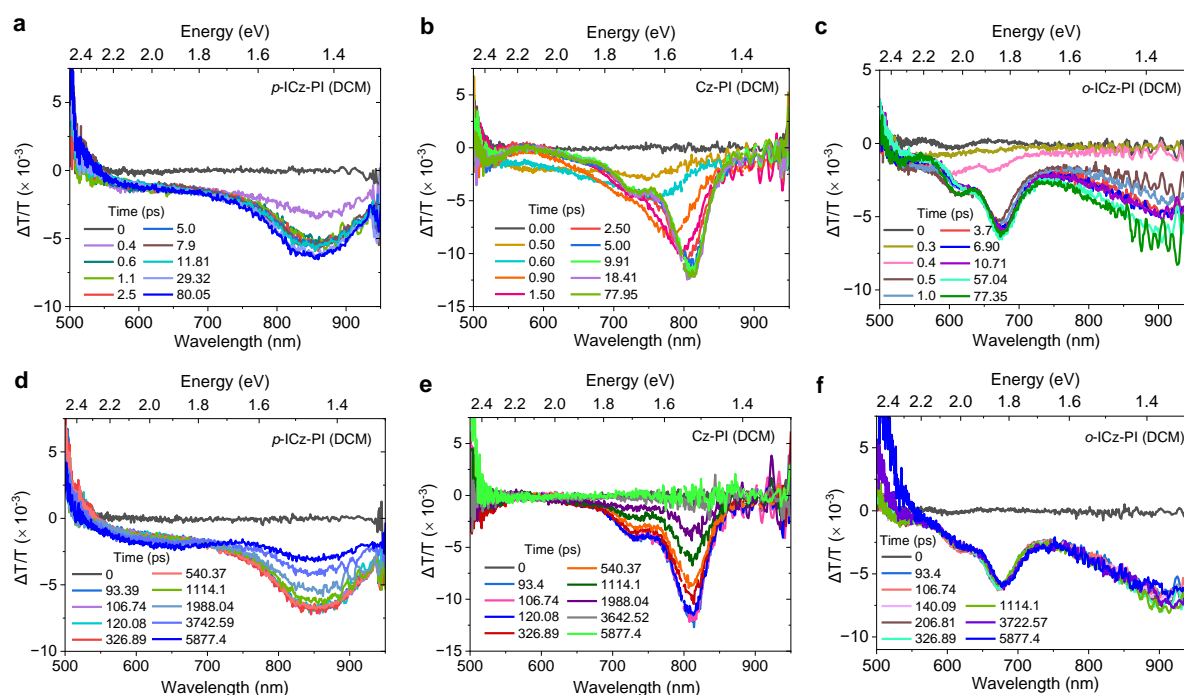 a
Energy (eV)
2.4 2.2 2.0 1.8 1.6 1.4
p-ICz-PI (DCM)
ΔT/T (× 10⁻³)
5
0
−5
−10
Time (ps)
0 5.0
0.4 7.9
0.6 11.81
1.1 29.32
2.5 80.05
500 600 700 800 900
Wavelength (nm)
b
Energy (eV)
2.4 2.2 2.0 1.8 1.6 1.4
Cz-PI (DCM)
ΔT/T (× 10⁻³)
5
0
−5
−10
−15
Time (ps)
0.00 2.50
0.50 5.00
0.60 9.91
0.90 18.41
1.50 77.95
500 600 700 800 900
Wavelength (nm)
c
Energy (eV)
2.4 2.2 2.0 1.8 1.6 1.4
o-ICz-PI (DCM)
ΔT/T (× 10⁻³)
5
0
−5
−10
Time (ps)
0 3.7
0.3 6.90
0.4 10.71
0.5 57.04
1.0 77.35
500 600 700 800 900
Wavelength (nm)
d
Energy (eV)
2.4 2.2 2.0 1.8 1.6 1.4
p-ICz-PI (DCM)
ΔT/T (× 10⁻³)
5
0
−5
−10
Time (ps)
0 540.37
93.39 1114.1
106.74 1988.04
120.08 3742.59
326.89 5877.4
500 600 700 800 900
Wavelength (nm)
e
Energy (eV)
2.4 2.2 2.0 1.8 1.6 1.4
Cz-PI (DCM)
ΔT/T (× 10⁻³)
5
0
−5
−10
−15
Time (ps)
0 540.37
93.4 1114.1
106.74 1988.04
120.08 3642.52
326.89 5877.4
500 600 700 800 900
Wavelength (nm)
f
Energy (eV)
2.4 2.2 2.0 1.8 1.6 1.4
o-ICz-PI (DCM)
ΔT/T (× 10⁻³)
5
0
−5
−10
Time (ps)
0
93.4
106.74
140.09 1114.1
206.81 3722.57
326.89 5877.4
500 600 700 800 900
Wavelength (nm)